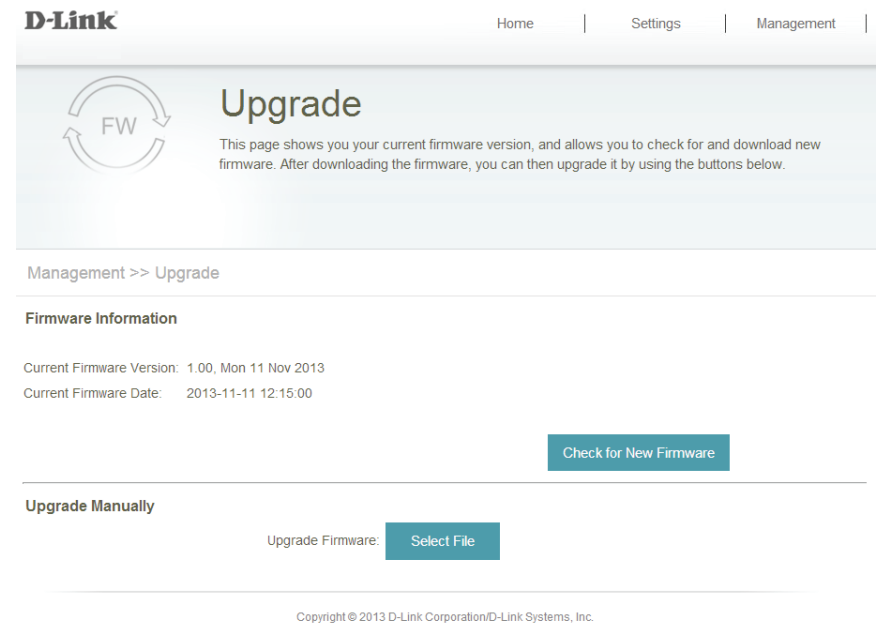 D-Link
Home Settings Management
FW
Upgrade
This page shows you your current firmware version, and allows you to check for and download new
firmware. After downloading the firmware, you can then upgrade it by using the buttons below.
Management >> Upgrade
Firmware Information
Current Firmware Version: 1.00, Mon 11 Nov 2013
Current Firmware Date: 2013-11-11 12:15:00
Check for New Firmware
Upgrade Manually
Upgrade Firmware: Select File
Copyright © 2013 D-Link Corporation/D-Link Systems, Inc.